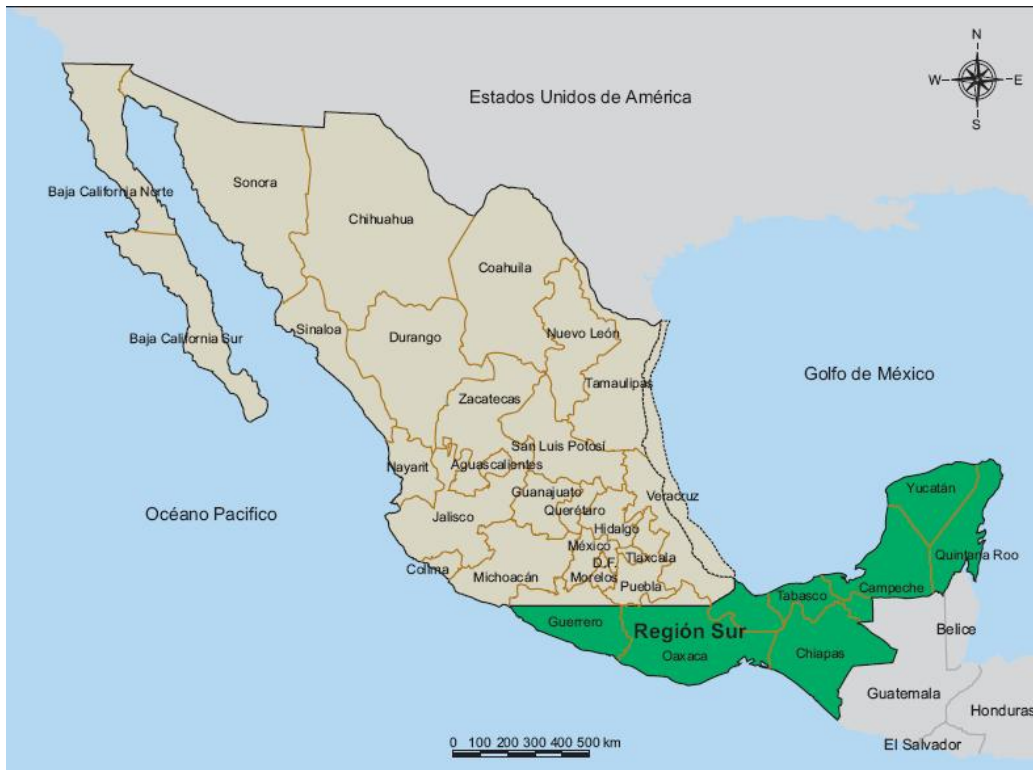 N
W E
S
Estados Unidos de América
Baja California Norte
Sonora
Chihuahua
Coahuila
Baja California Sur
Sinaloa
Durango
Nuevo León
Tamaulipas
Golfo de México
Zacatecas
San Luis Potosí
Nayarit
Aguascalientes
Guanajuato
Veracruz
Yucatán
Océano Pacifico
Jalisco
Querétaro
Hidalgo
México
Tlaxcala
Quintana Roo
Colima
Michoacán
D.F.
Morelos
Puebla
Tabasco
Campeche
Guerrero
Región Sur
Belice
Oaxaca
Chiapas
Guatemala
Honduras
El Salvador
0 100 200 300 400 500 km